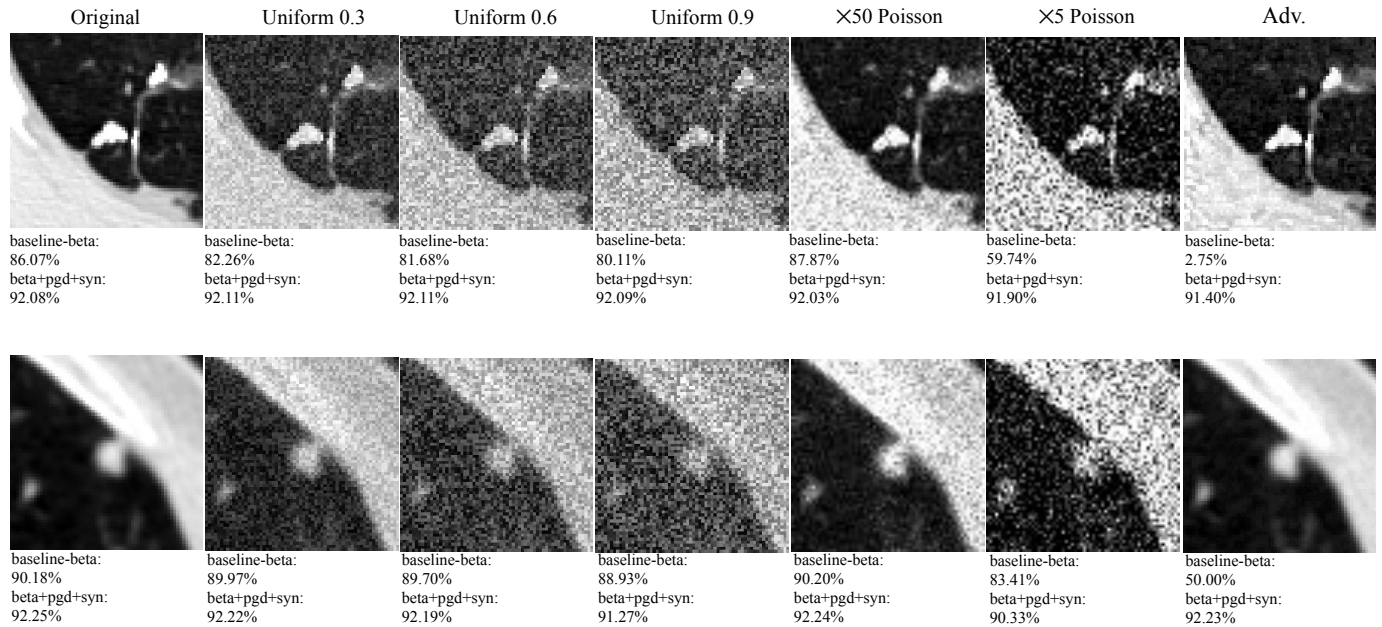 Original Uniform 0.3 Uniform 0.6 Uniform 0.9 ×50 Poisson ×5 Poisson Adv.
baseline-beta: baseline-beta: baseline-beta: baseline-beta: baseline-beta: baseline-beta: baseline-beta:
86.07% 82.26% 81.68% 80.11% 87.87% 59.74% 2.75%
beta+pgd+syn: beta+pgd+syn: beta+pgd+syn: beta+pgd+syn: beta+pgd+syn: beta+pgd+syn: beta+pgd+syn:
92.08% 92.11% 92.11% 92.09% 92.03% 91.90% 91.40%
baseline-beta: baseline-beta: baseline-beta: baseline-beta: baseline-beta: baseline-beta: baseline-beta:
90.18% 89.97% 89.70% 88.93% 90.20% 83.41% 50.00%
beta+pgd+syn: beta+pgd+syn: beta+pgd+syn: beta+pgd+syn: beta+pgd+syn: beta+pgd+syn: beta+pgd+syn:
92.25% 92.22% 92.19% 91.27% 92.24% 90.33% 92.23%